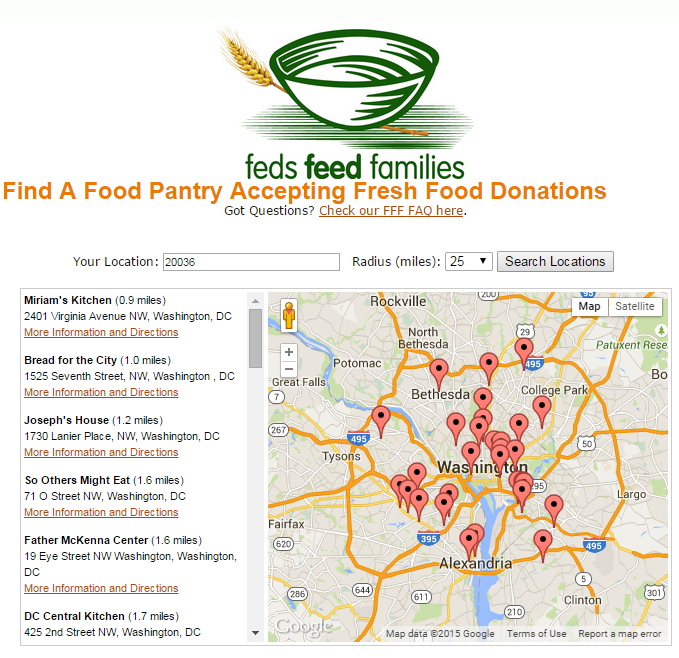 feds feed families
Find A Food Pantry Accepting Fresh Food Donations
Got Questions? Check our FFF FAQ here.
Your Location: 20036 Radius (miles): 25 Search Locations
Miriam's Kitchen (0.9 miles)
2401 Virginia Avenue NW, Washington, DC
More Information and Directions
Bread for the City (1.0 miles)
1525 Seventh Street, NW, Washington , DC
More Information and Directions
Joseph's House (1.2 miles)
1730 Lanier Place, NW, Washington, DC
More Information and Directions
So Others Might Eat (1.6 miles)
71 O Street NW, Washington, DC
More Information and Directions
Father McKenna Center (1.6 miles)
19 Eye Street NW Washington, Washington,
DC
More Information and Directions
DC Central Kitchen (1.7 miles)
425 2nd Street NW, Washington, DC
Rockville
200
95
Map Satellite
North
Bethesda
29
Patuxent Rese
Potomac
495
Great Falls
Bethesda
College Park
Bo
7
267
495
50
Tysons
Washington
295
Largo
Fairfax
620
395
495
Alexandria
5
286
644
611
Clinton
301
210
Google
Map data ©2015 Google Terms of Use Report a map error